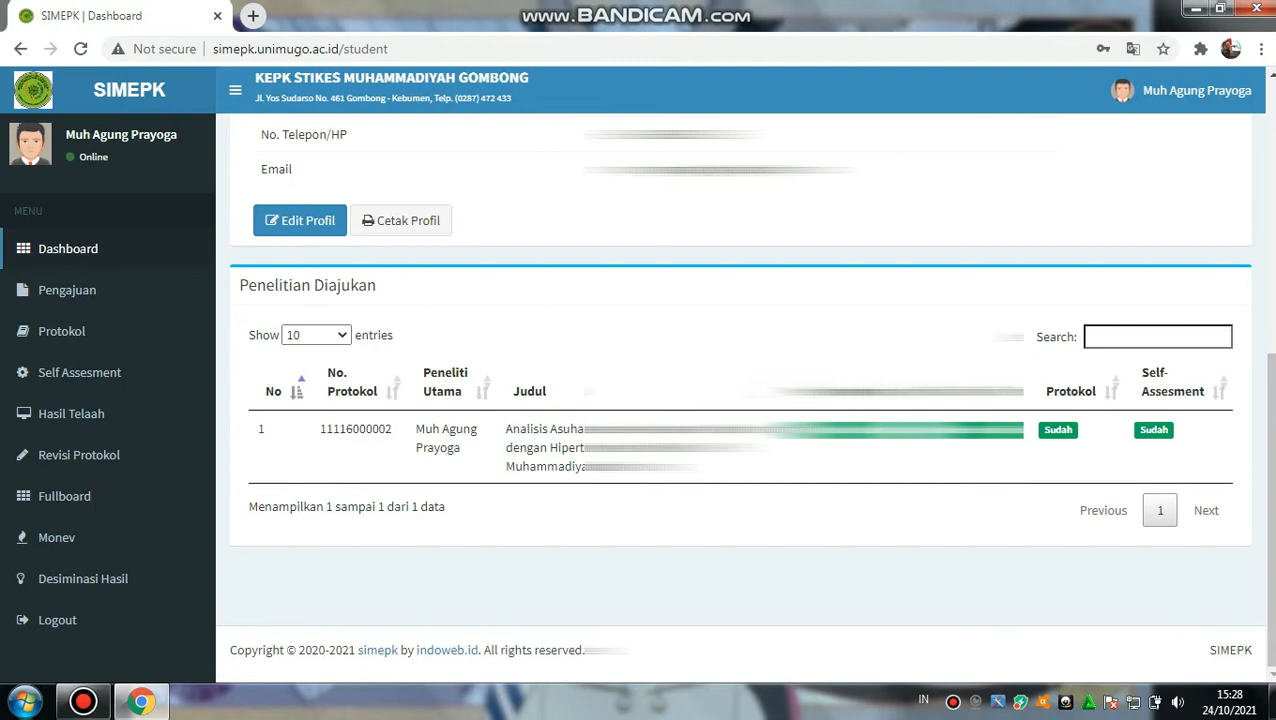 SIMEPK | Dashboard
WWW.BANDICAM.COM
Not secure
simepk.unimugo.ac.id/student
SIMEPK
KEPK STIKES MUHAMMADIYAH GOMBONG
Jl. Yos Sudarso No. 461 Gombong - Kebumen, Telp. (0287) 472 433
Muh Agung Prayoga
Muh Agung Prayoga
Online
MENU
Dashboard
Pengajuan
Protokol
Self Assesment
Hasil Telaah
Revisi Protokol
Fullboard
Monev
Desiminasi Hasil
Logout
No. Telepon/HP
Email
Edit Profil
Cetak Profil
Penelitian Diajukan
Show 10 entries
Search:
No
No. Protokol
Peneliti Utama
Judul
Protokol
Self-Assesment
1
11116000002
Muh Agung
Prayoga
Analisis Asuha
dengan Hipert
Muhammadiya
Sudah
Sudah
Menampilkan 1 sampai 1 dari 1 data
Previous
1
Next
Copyright © 2020-2021 simepk by indoweb.id. All rights reserved.
SIMEPK
IN
15:28
24/10/2021